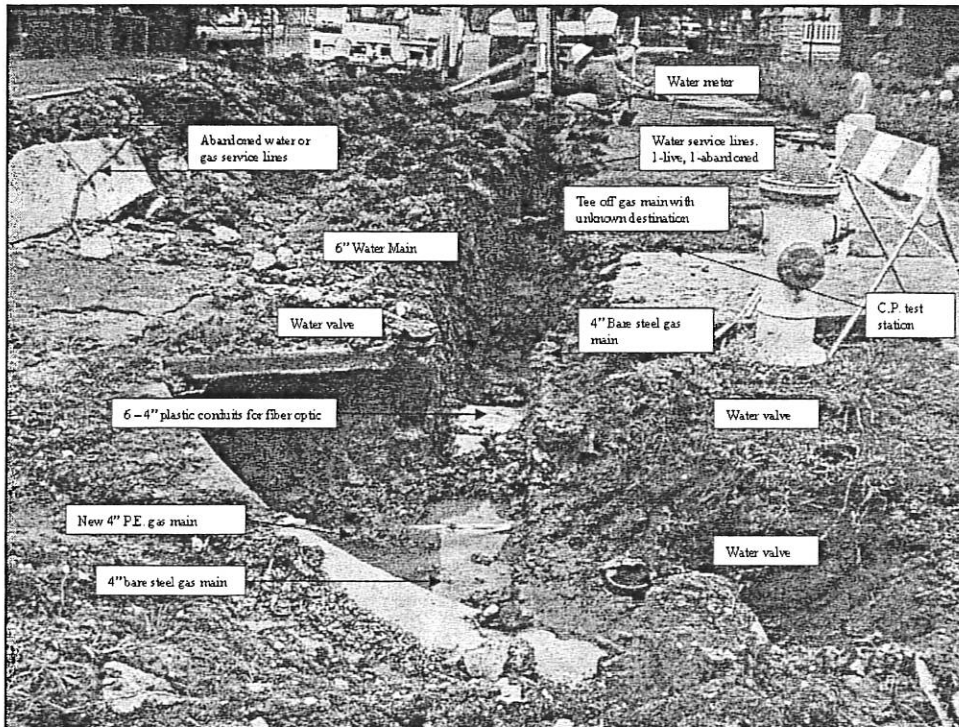 Water meter
Abandoned water or
gas service lines
Water service lines.
1-live, 1-abandoned
Tee off gas main with
unknown destination
6" Water Main
C.P. test
station
Water valve
4" Bare steel gas
main
6 – 4" plastic conduits for fiber optic
Water valve
New 4" P.E. gas main
Water valve
4" bare steel gas main